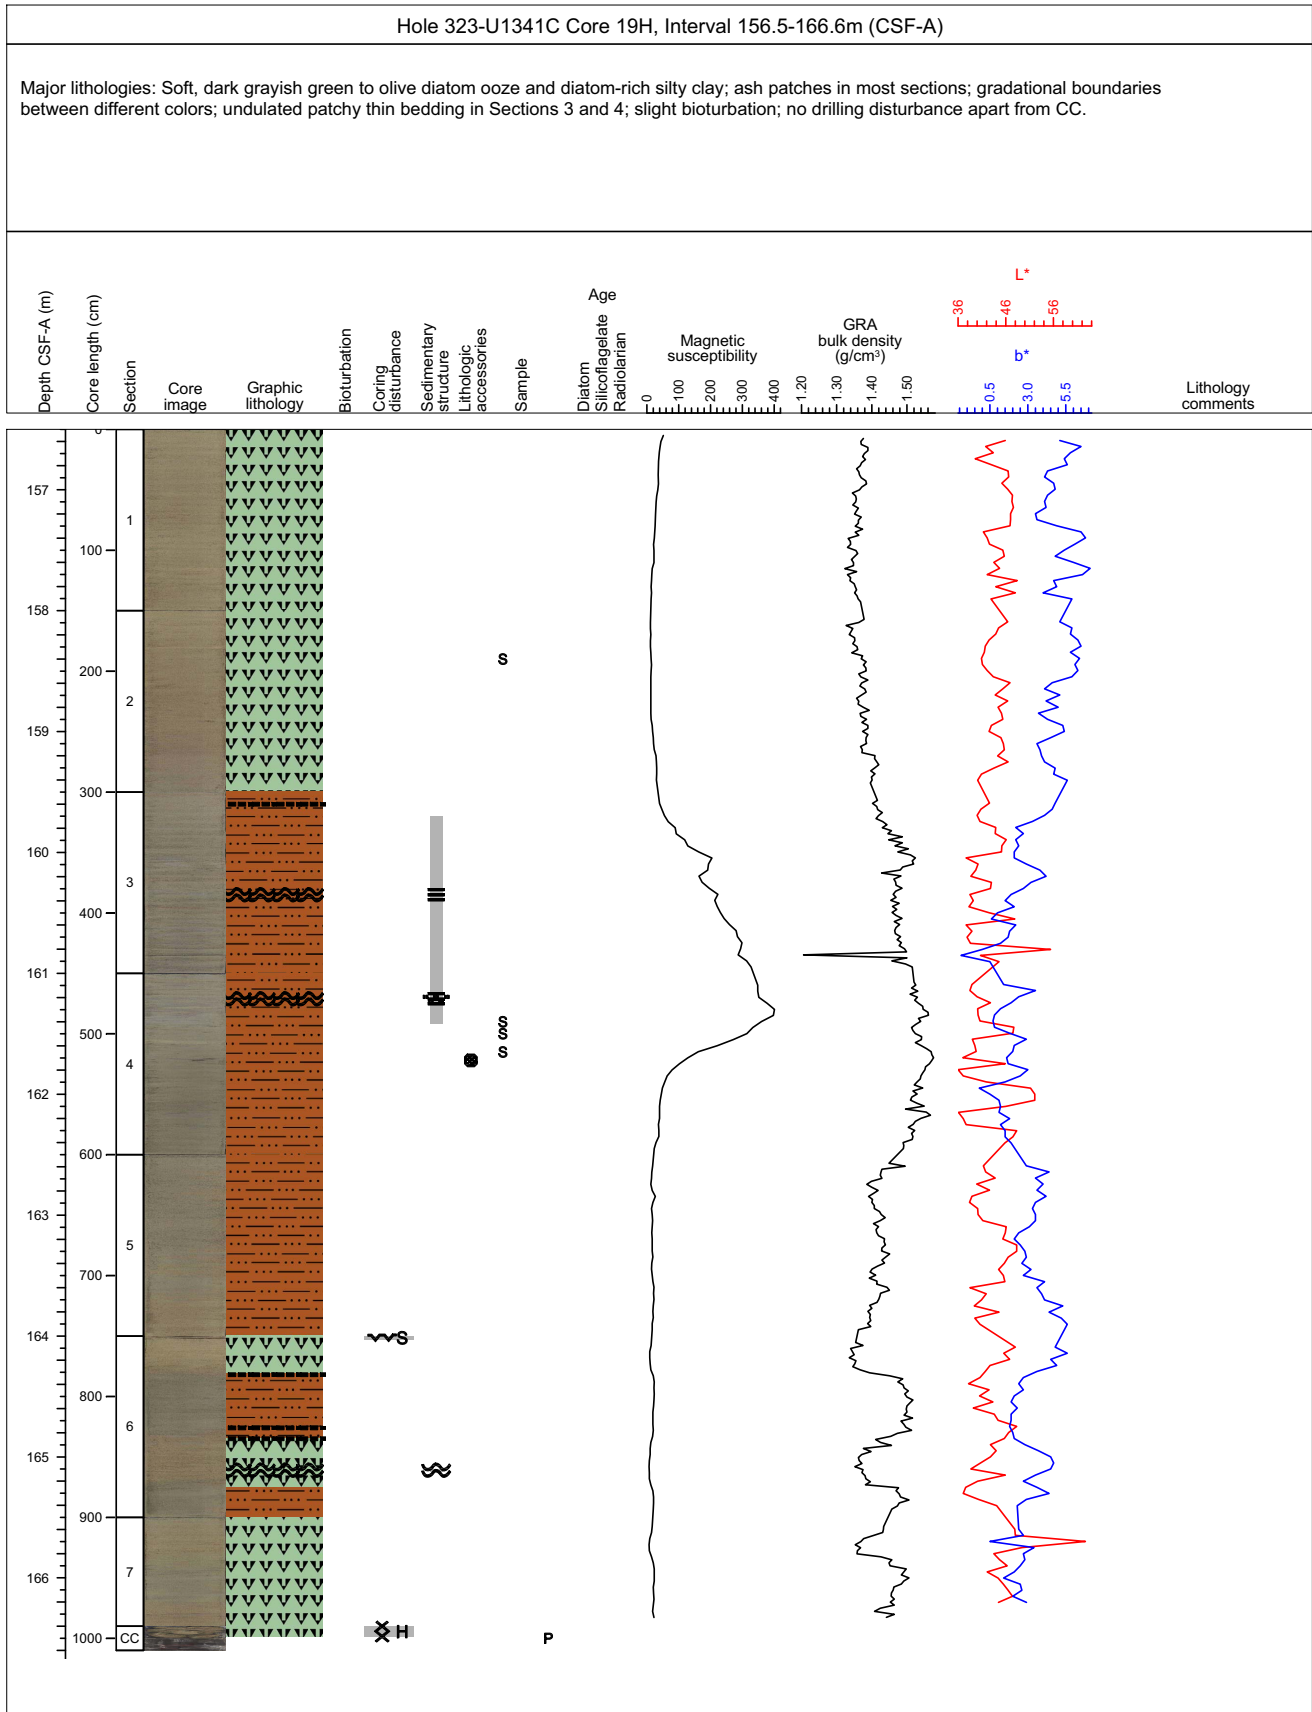 Hole 323-U1341C Core 19H, Interval 156.5-166.6m (CSF-A)
Major lithologies: Soft, dark grayish green to olive diatom ooze and diatom-rich silty clay; ash patches in most sections; gradational boundaries
between different colors; undulated patchy thin bedding in Sections 3 and 4; slight bioturbation; no drilling disturbance apart from CC.
Depth CSF-A (m)
Core length (cm)
Section
Core
image
Graphic
lithology
Bioturbation
Coring
disturbance
Sedimentary
structure
Lithologic
accessories
Sample
Age
Diatom
Silicoflagelate
Radiolarian
Magnetic
susceptibility
0 100 200 300 400
GRA
bulk density
(g/cm³)
1.20 1.30 1.40 1.50
L*
36 46 56
b*
0.5 3.0 5.5
Lithology
comments
0
157
1
100
158
S
200
2
159
300
160
3
400
161
S
500
S
S
4
162
600
163
5
700
164
S
800
6
165
900
166
7
H
1000
CC
P